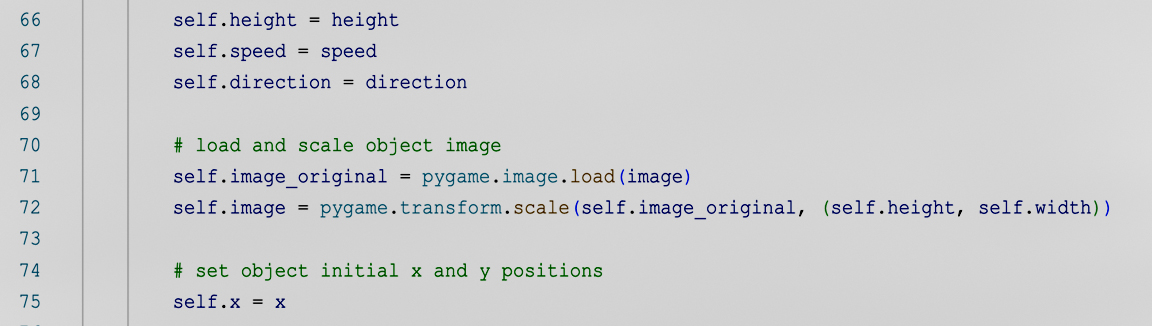 66 self.height = height
67 self.speed = speed
68 self.direction = direction
69
70 # load and scale object image
71 self.image_original = pygame.image.load(image)
72 self.image = pygame.transform.scale(self.image_original, (self.height, self.width))
73
74 # set object initial x and y positions
75 self.x = x